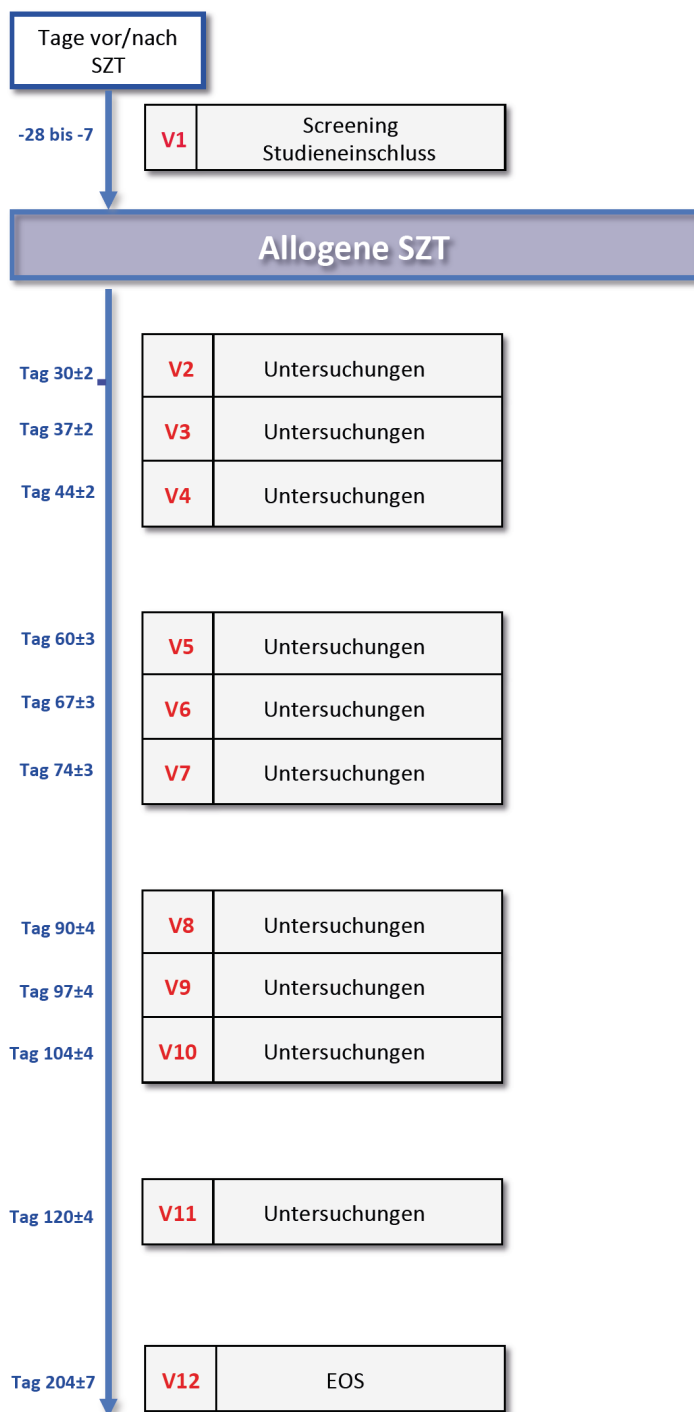 Tage vor/nach
SZT
-28 bis -7
V1
Screening
Studieneinschluss
Allogene SZT
Tag 30±2
V2
Untersuchungen
Tag 37±2
V3
Untersuchungen
Tag 44±2
V4
Untersuchungen
Tag 60±3
V5
Untersuchungen
Tag 67±3
V6
Untersuchungen
Tag 74±3
V7
Untersuchungen
Tag 90±4
V8
Untersuchungen
Tag 97±4
V9
Untersuchungen
Tag 104±4
V10
Untersuchungen
Tag 120±4
V11
Untersuchungen
Tag 204±7
V12
EOS